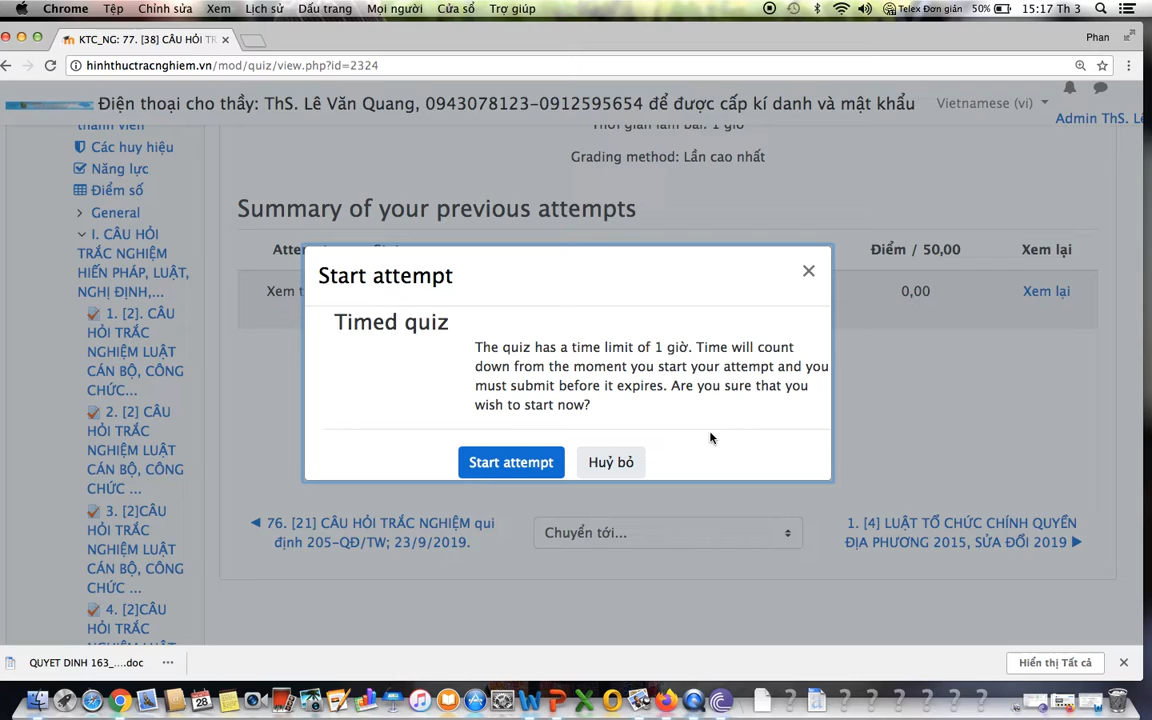 Chrome Tệp Chỉnh sửa Xem Lịch sử Dấu trang Mọi người Cửa sổ Trợ giúp Telex Đơn giản 50% 15:17 Th 3
KTC_NG: 77. [38] CÂU HỎI TR
Phan
hinhthuctracnghiem.vn/mod/quiz/view.php?id=2324
Điện thoại cho thầy: ThS. Lê Văn Quang, 0943078123-0912595654 để được cấp kí danh và mật khẩu
Vietnamese (vi)
Admin ThS. Lê
thành viên
Các huy hiệu
Năng lực
Điểm số
General
I. CÂU HỎI
TRẮC NGHIỆM
HIẾN PHÁP, LUẬT,
NGHỊ ĐỊNH,...
1. [2]. CÂU
HỎI TRẮC
NGHIỆM LUẬT
CÁN BỘ, CÔNG
CHỨC...
2. [2] CÂU
HỎI TRẮC
NGHIỆM LUẬT
CÁN BỘ, CÔNG
CHỨC ...
3. [2]CÂU
HỎI TRẮC
NGHIỆM LUẬT
CÁN BỘ, CÔNG
CHỨC ...
4. [2]CÂU
HỎI TRẮC
Thời gian làm bài: 1 giờ
Grading method: Lần cao nhất
Summary of your previous attempts
Điểm / 50,00 Xem lại
Xem
0,00 Xem lại
Start attempt
Timed quiz
The quiz has a time limit of 1 giờ. Time will count
down from the moment you start your attempt and you
must submit before it expires. Are you sure that you
wish to start now?
Start attempt Huỷ bỏ
◄ 76. [21] CÂU HỎI TRẮC NGHIỆM qui
định 205-QĐ/TW; 23/9/2019.
Chuyển tới...
1. [4] LUẬT TỔ CHỨC CHÍNH QUYỂN
ĐỊA PHƯƠNG 2015, SỬA ĐỔI 2019 ►
QUYET DINH 163_....doc
Hiển thị Tất cả